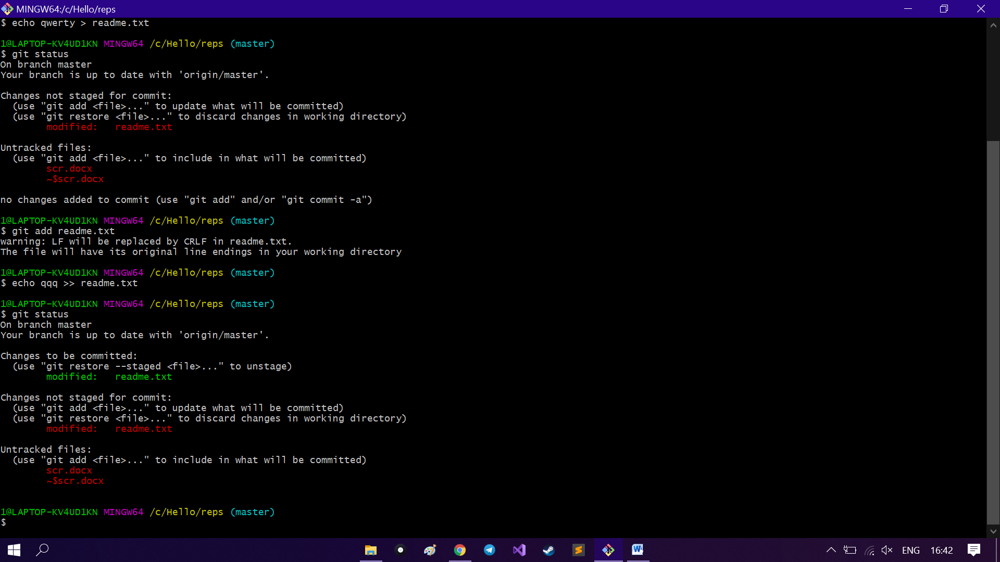 MINGW64:/c/Hello/reps
$ echo qwerty > readme.txt
1@LAPTOP-KV4UD1KN MINGW64 /c/Hello/reps (master)
$ git status
On branch master
Your branch is up to date with 'origin/master'.
Changes not staged for commit:
  (use "git add <file>..." to update what will be committed)
  (use "git restore <file>..." to discard changes in working directory)
        modified:   readme.txt
Untracked files:
  (use "git add <file>..." to include in what will be committed)
        scr.docx
        ~$scr.docx
no changes added to commit (use "git add" and/or "git commit -a")
1@LAPTOP-KV4UD1KN MINGW64 /c/Hello/reps (master)
$ git add readme.txt
warning: LF will be replaced by CRLF in readme.txt.
The file will have its original line endings in your working directory
1@LAPTOP-KV4UD1KN MINGW64 /c/Hello/reps (master)
$ echo qqq >> readme.txt
1@LAPTOP-KV4UD1KN MINGW64 /c/Hello/reps (master)
$ git status
On branch master
Your branch is up to date with 'origin/master'.
Changes to be committed:
  (use "git restore --staged <file>..." to unstage)
        modified:   readme.txt
Changes not staged for commit:
  (use "git add <file>..." to update what will be committed)
  (use "git restore <file>..." to discard changes in working directory)
        modified:   readme.txt
Untracked files:
  (use "git add <file>..." to include in what will be committed)
        scr.docx
        ~$scr.docx
1@LAPTOP-KV4UD1KN MINGW64 /c/Hello/reps (master)
$
ENG 16:42